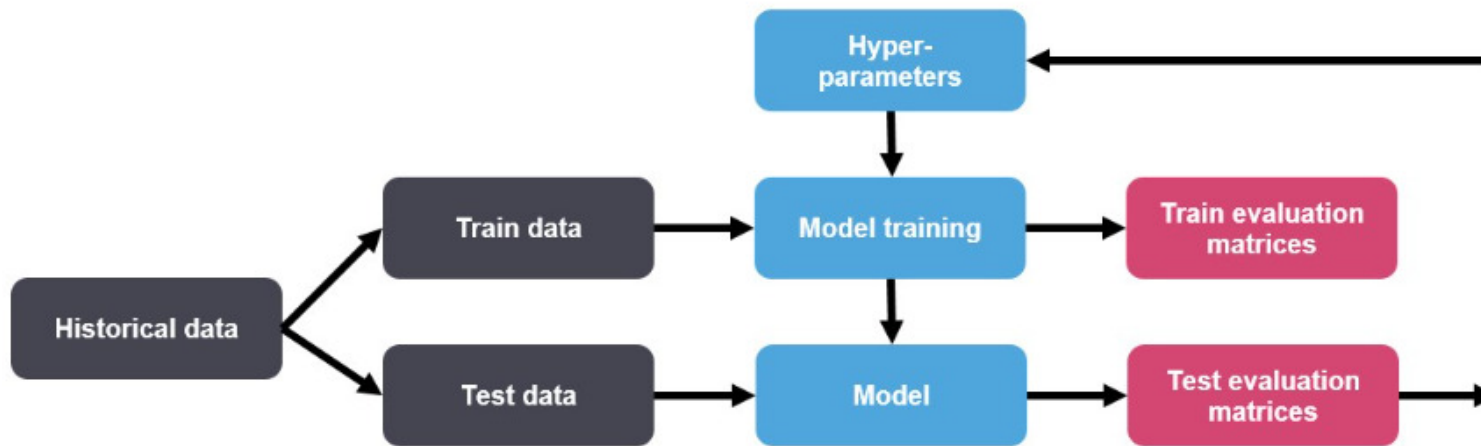 Hyper-
parameters
Train data
Model training
Train evaluation
matrices
Historical data
Test data
Model
Test evaluation
matrices